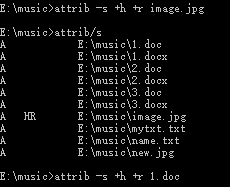 E:\music>attrib -s +h +r image.jpg
E:\music>attrib/s
A E:\music\1.doc
A E:\music\1.docx
A E:\music\2.doc
A E:\music\2.docx
A E:\music\3.doc
A E:\music\3.docx
A HR E:\music\image.jpg
A E:\music\mytxt.txt
A E:\music\name.txt
A E:\music\new.jpg
E:\music>attrib -s +h +r 1.doc